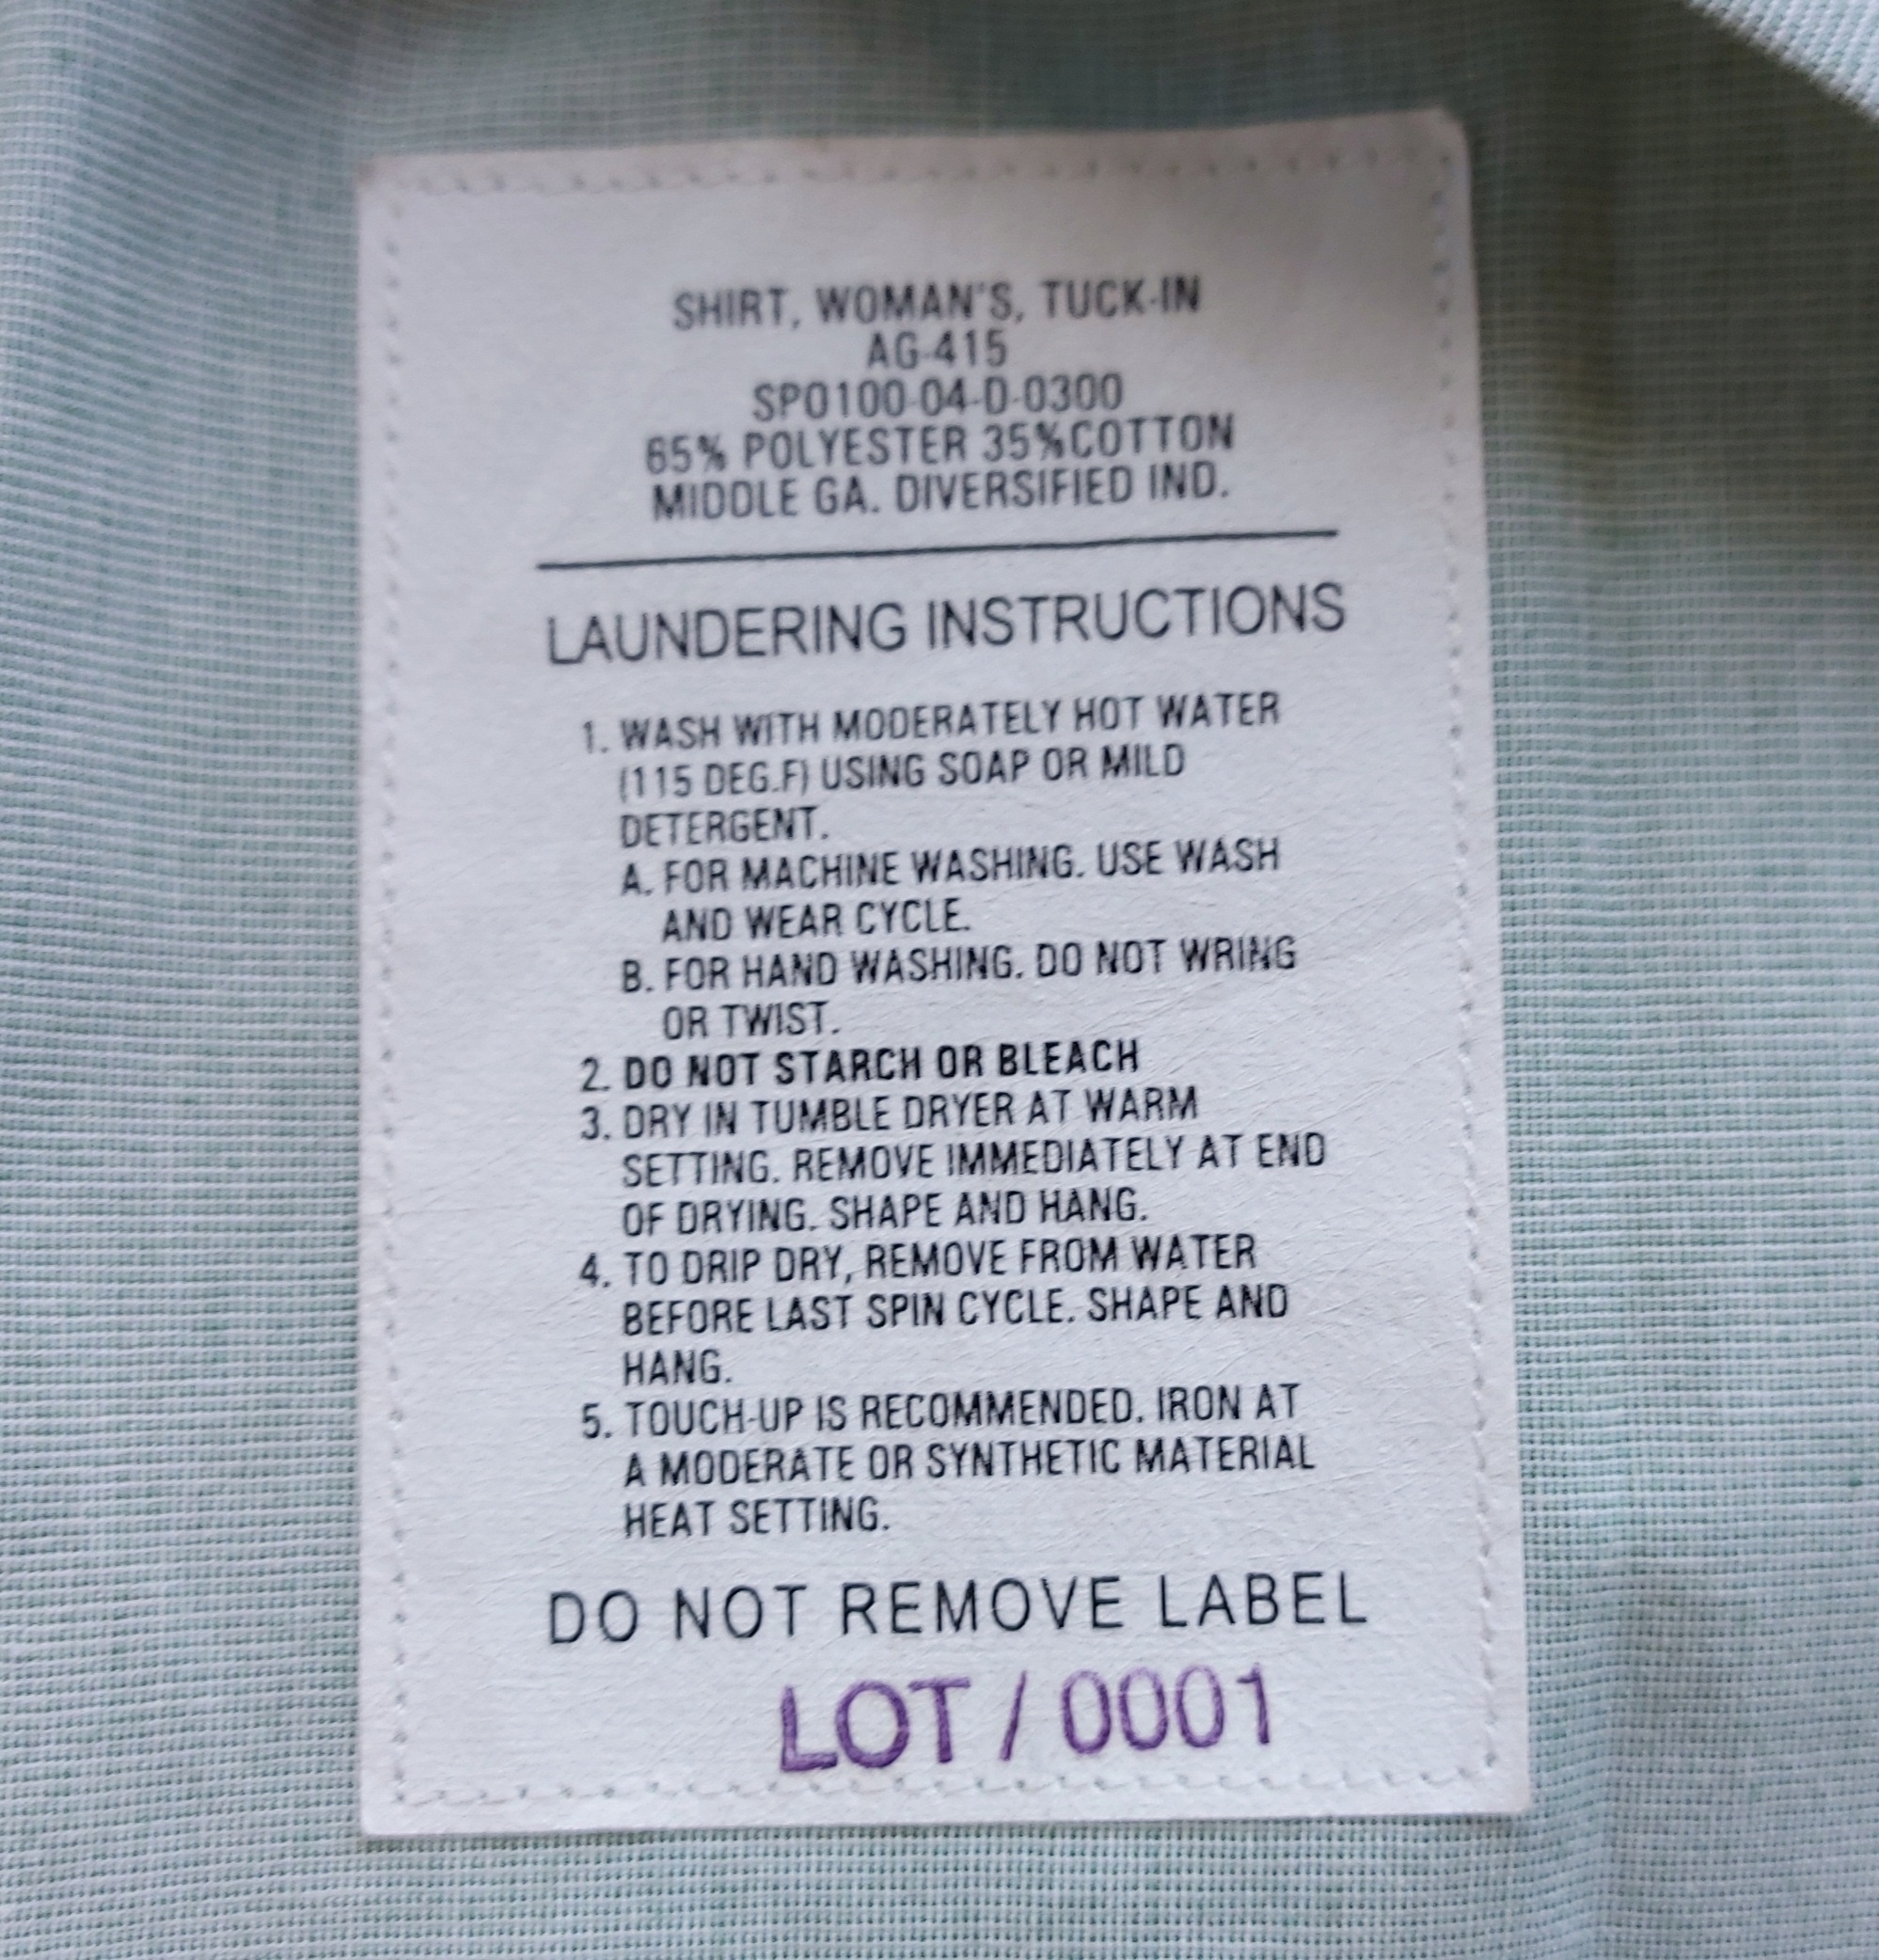 SHIRT, WOMAN'S, TUCK-IN
AG-415
SPO100-04-D-0300
65% POLYESTER 35%COTTON
MIDDLE GA. DIVERSIFIED IND.
LAUNDERING INSTRUCTIONS
1. WASH WITH MODERATELY HOT WATER
(115 DEG.F) USING SOAP OR MILD
DETERGENT.
A. FOR MACHINE WASHING. USE WASH
AND WEAR CYCLE.
B. FOR HAND WASHING. DO NOT WRING
OR TWIST.
2. DO NOT STARCH OR BLEACH
3. DRY IN TUMBLE DRYER AT WARM
SETTING. REMOVE IMMEDIATELY AT END
OF DRYING. SHAPE AND HANG.
4. TO DRIP DRY, REMOVE FROM WATER
BEFORE LAST SPIN CYCLE. SHAPE AND
HANG.
5. TOUCH-UP IS RECOMMENDED. IRON AT
A MODERATE OR SYNTHETIC MATERIAL
HEAT SETTING.
DO NOT REMOVE LABEL
LOT / 0001